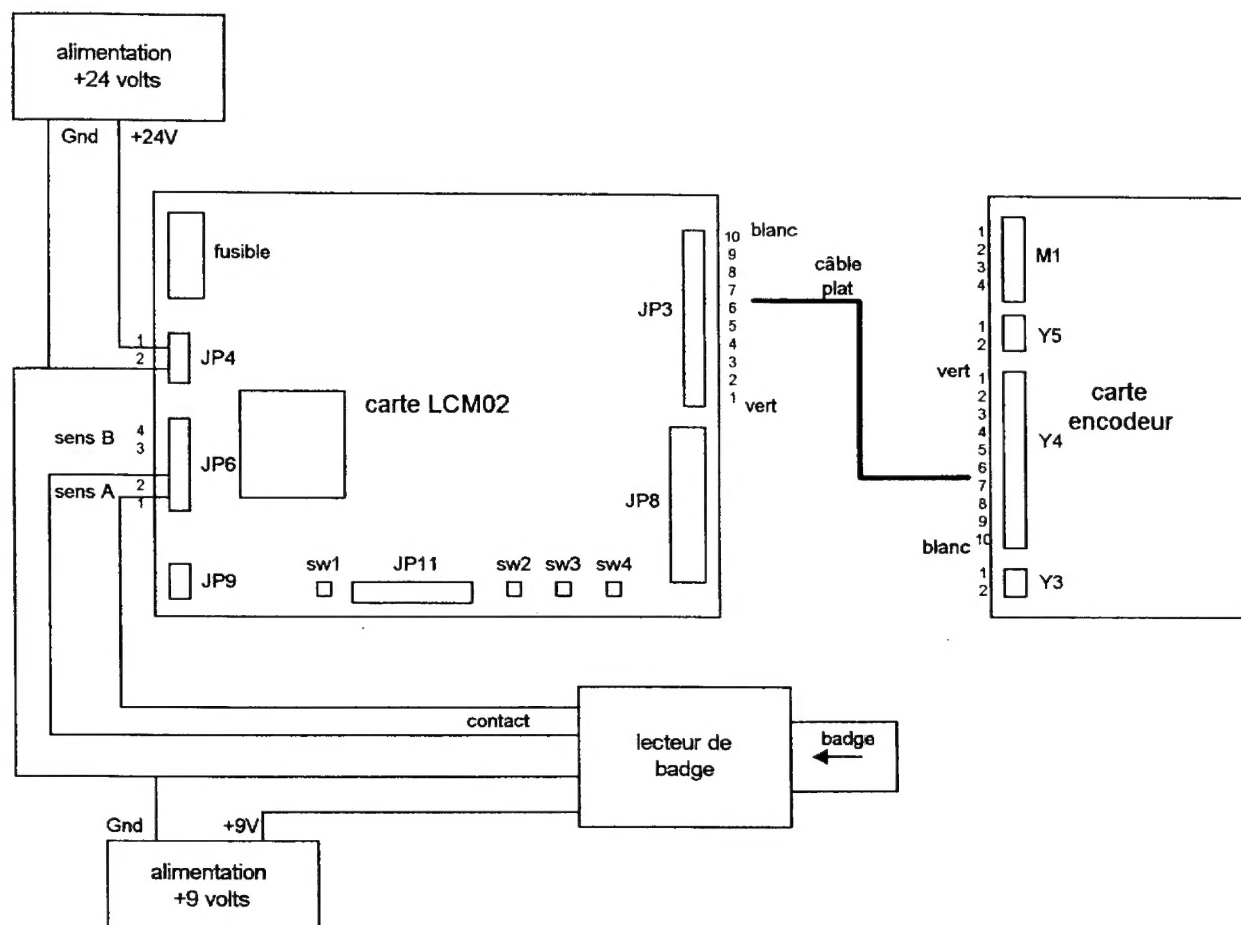 alimentation
+24 volts
Gnd
+24V
fusible
1
2
JP4
carte LCM02
sens B
4
3
JP6
sens A
2
1
JP9
sw1
JP11
sw2
sw3
sw4
JP3
JP8
10
9
8
7
6
5
4
3
2
1
blanc
vert
câble
plat
1
2
3
4
M1
1
2
Y5
vert
1
2
3
4
5
6
7
8
9
10
Y4
blanc
1
2
Y3
carte
encodeur
contact
lecteur de
badge
badge
Gnd
+9V
alimentation
+9 volts